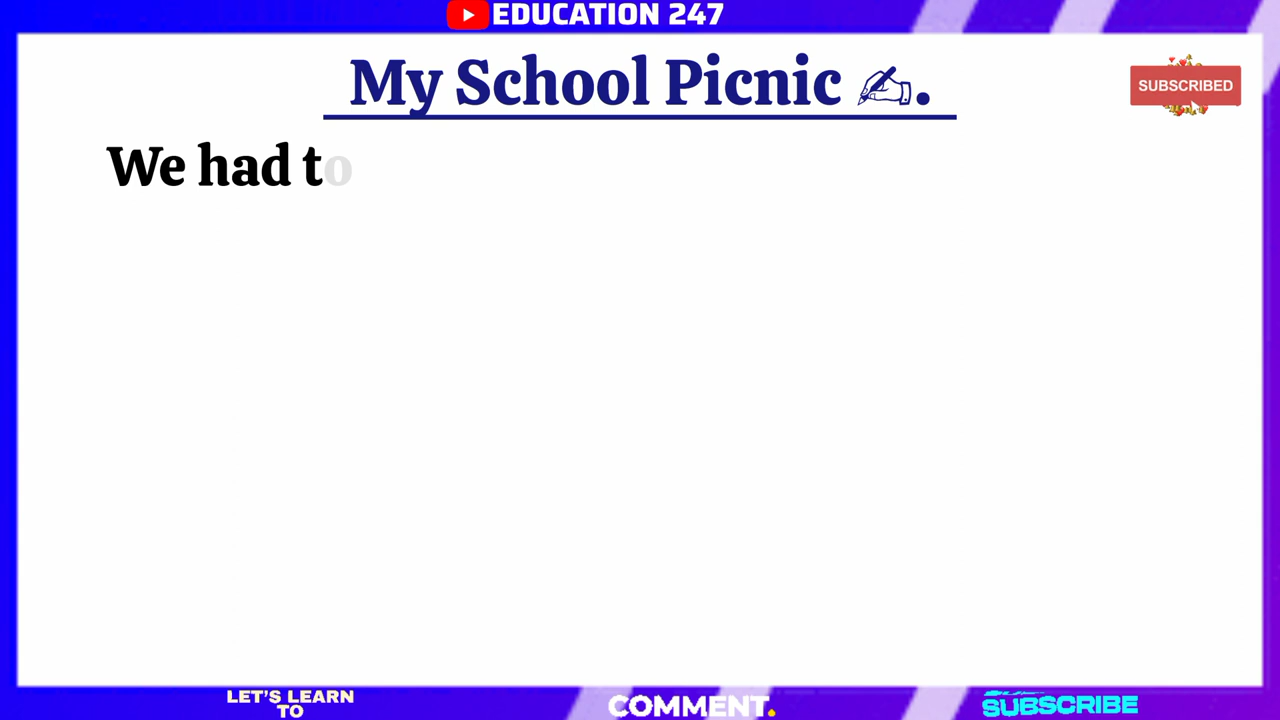 EDUCATION 247
My School Picnic ✍.
SUBSCRIBED
We had to
LET'S LEARN
TO
COMMENT.
SUBSCRIBE